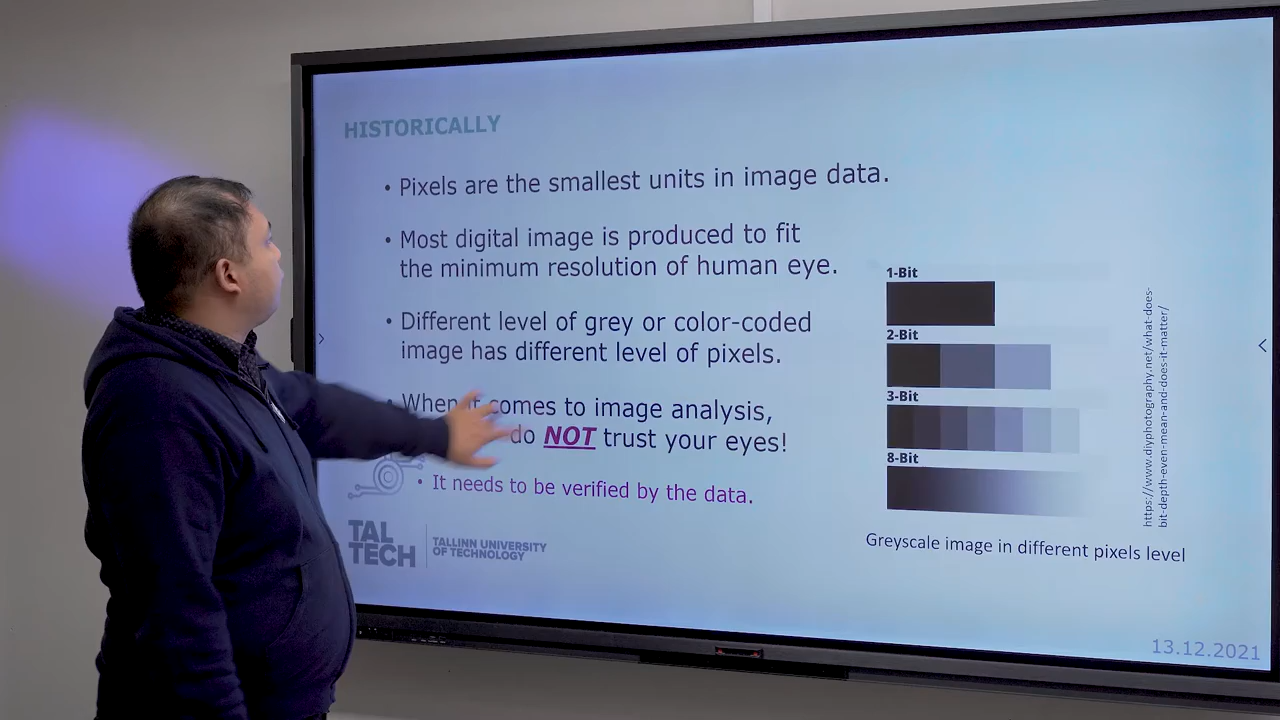 HISTORICALLY
• Pixels are the smallest units in image data.
• Most digital image is produced to fit
the minimum resolution of human eye.
• Different level of grey or color-coded
image has different level of pixels.
• When it comes to image analysis,
do NOT trust your eyes!
• It needs to be verified by the data.
TAL
TECH
TALLINN UNIVERSITY
OF TECHNOLOGY
1-Bit
2-Bit
3-Bit
8-Bit
Greyscale image in different pixels level
https://www.diyphotography.net/what-does-
bit-depth-even-mean-and-does-it-matter/
13.12.2021